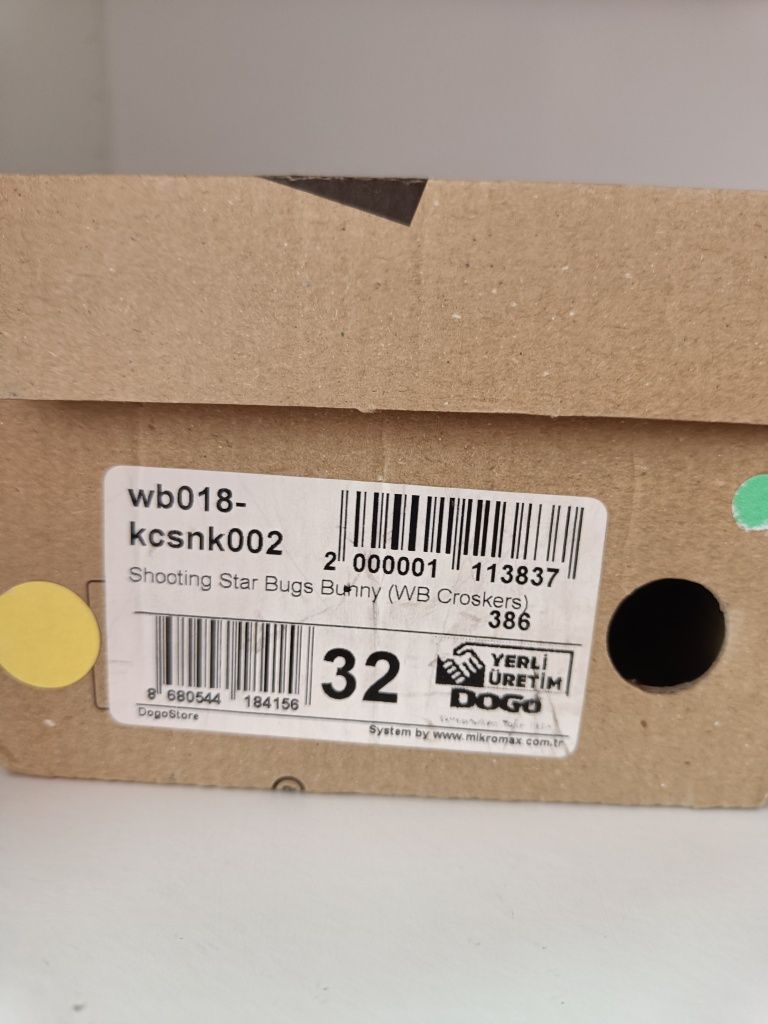 wb018-
kcsnk002
2 000001 113837
Shooting Star Bugs Bunny (WB Croskers)
386
8 680544 184156
32
YERLİ
ÜRETİM
DOGO
DogoStore
System by www.mikromax.com.tr